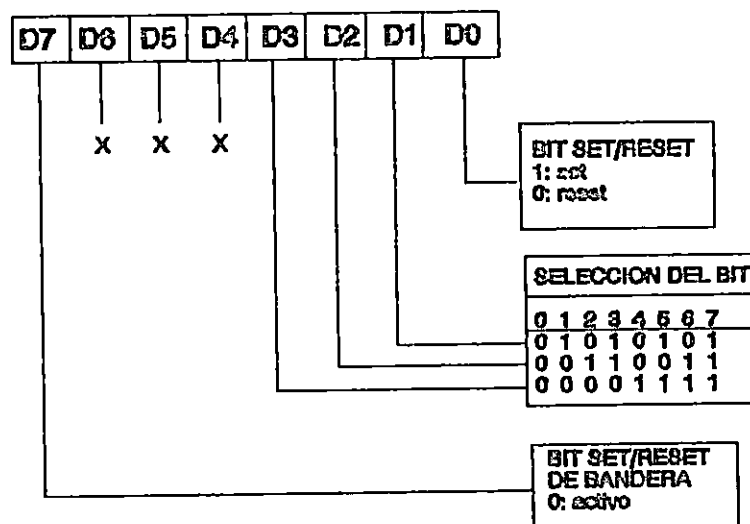 D7 D6 D5 D4 D3 D2 D1 D0
X X X
BIT SET/RESET
1: set
0: reset
SELECCION DEL BIT
0 1 2 3 4 5 6 7
0 1 0 1 0 1 0 1
0 0 1 1 0 0 1 1
0 0 0 0 1 1 1 1
BIT SET/RESET
DE BANDERA
0: activo